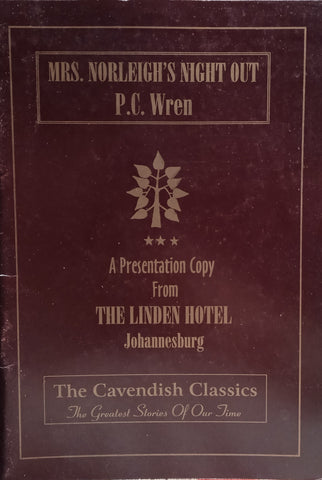 MRS. NORLEIGH'S NIGHT OUT
P.C. Wren
A Presentation Copy
From
THE LINDEN HOTEL
Johannesburg
The Cavendish Classics
The Greatest Stories Of Our Time